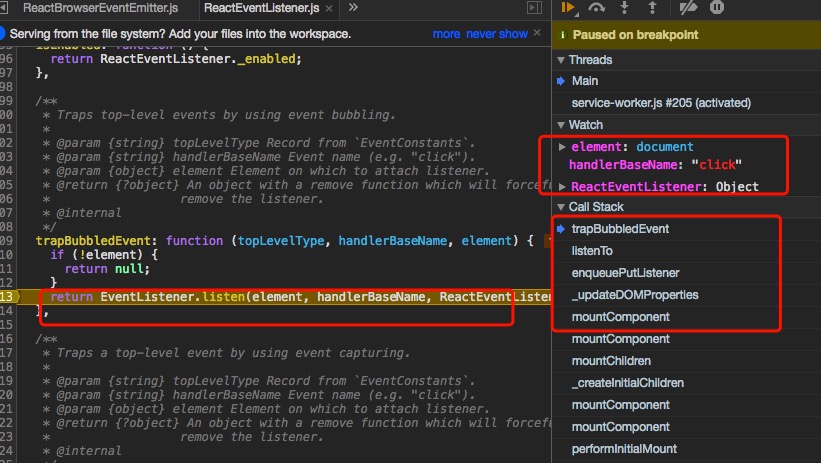 ReactBrowserEventEmitter.js ReactEventListener.js × »
Serving from the file system? Add your files into the workspace. more never show ×
95 isEnabled: function () {
96 return ReactEventListener._enabled;
97 },
98
99 /**
00 * Traps top-level events by using event bubbling.
01 *
02 * @param {string} topLevelType Record from `EventConstants`.
03 * @param {string} handlerBaseName Event name (e.g. "click").
04 * @param {object} element Element on which to attach listener.
05 * @return {?object} An object with a remove function which will forcefu
06 * remove the listener.
07 * @internal
08 */
09 trapBubbledEvent: function (topLevelType, handlerBaseName, element) {
10 if (!element) {
11 return null;
12 }
13 return EventListener.listen(element, handlerBaseName, ReactEventListen
14 },
15
16 /**
17 * Traps a top-level event by using event capturing.
18 *
19 * @param {string} topLevelType Record from `EventConstants`.
20 * @param {string} handlerBaseName Event name (e.g. "click").
21 * @param {object} element Element on which to attach listener.
22 * @return {?object} An object with a remove function which will forcefu
23 * remove the listener.
24 * @internal
Paused on breakpoint
Threads
Main
service-worker.js #205 (activated)
Watch
element: document
handlerBaseName: "click"
ReactEventListener: Object
Call Stack
trapBubbledEvent
listenTo
enqueuePutListener
_updateDOMProperties
mountComponent
mountComponent
mountChildren
_createInitialChildren
mountComponent
mountComponent
performInitialMount